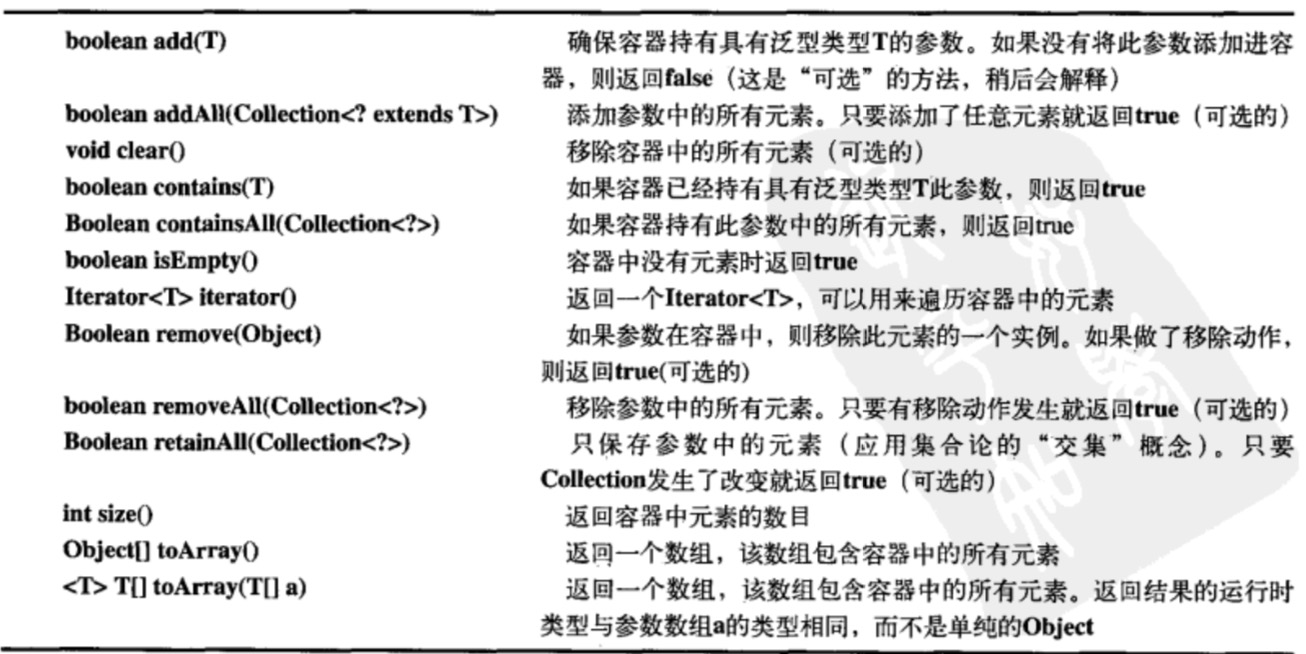 boolean add(T) 确保容器持有具有泛型类型T的参数。如果没有将此参数添加进容
器，则返回false（这是“可选”的方法，稍后会解释）
boolean addAll(Collection<? extends T>) 添加参数中的所有元素。只要添加了任意元素就返回true（可选的）
void clear() 移除容器中的所有元素（可选的）
boolean contains(T) 如果容器已经持有具有泛型类型T此参数，则返回true
Boolean containsAll(Collection<?>) 如果容器持有此参数中的所有元素，则返回true
boolean isEmpty() 容器中没有元素时返回true
Iterator<T> iterator() 返回一个Iterator<T>，可以用来遍历容器中的元素
Boolean remove(Object) 如果参数在容器中，则移除此元素的一个实例。如果做了移除动作，
则返回true(可选的)
boolean removeAll(Collection<?>) 移除参数中的所有元素。只要有移除动作发生就返回true（可选的）
Boolean retainAll(Collection<?>) 只保存参数中的元素（应用集合论的“交集”概念）。只要
Collection发生了改变就返回true（可选的）
int size() 返回容器中元素的数目
Object[] toArray() 返回一个数组，该数组包含容器中的所有元素
<T> T[] toArray(T[] a) 返回一个数组，该数组包含容器中的所有元素。返回结果的运行时
类型与参数数组a的类型相同，而不是单纯的Object